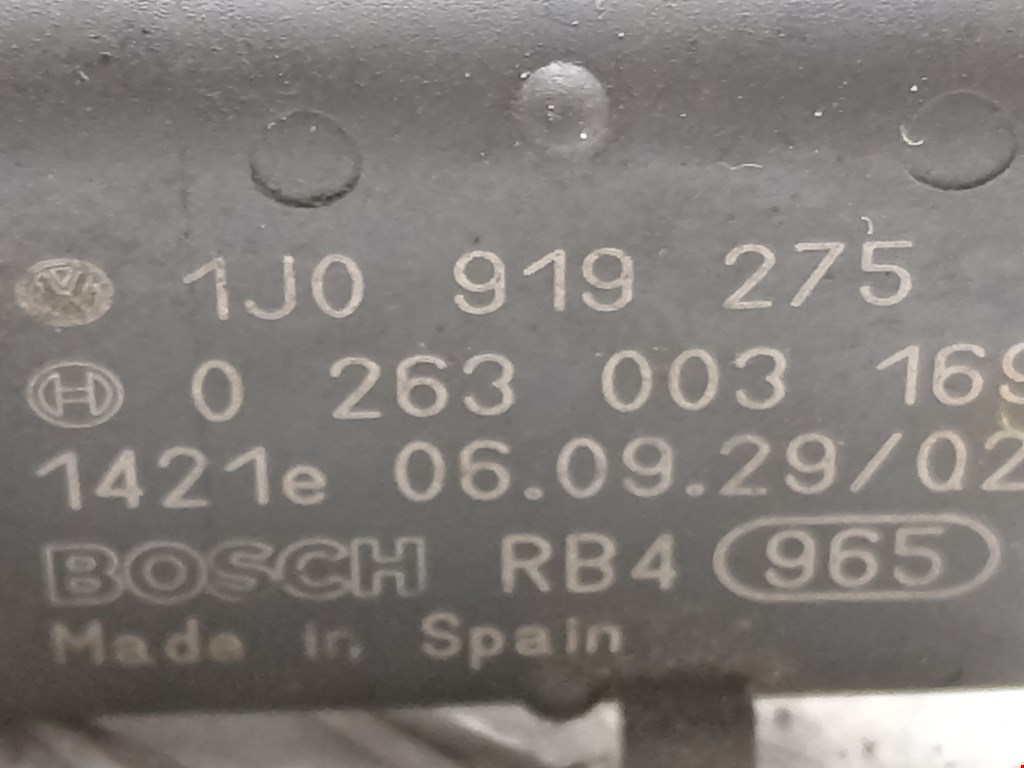 1J0 919 275
0 263 003 169
1421e 06.09.29/02
BOSCH RB4 965
Made in Spain